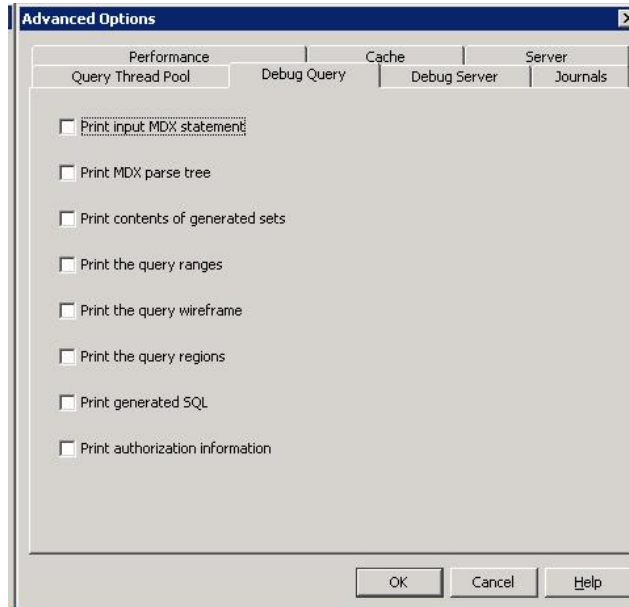 Advanced Options
Performance Cache Server
Query Thread Pool Debug Query Debug Server Journals
Print input MDX statement
Print MDX parse tree
Print contents of generated sets
Print the query ranges
Print the query wireframe
Print the query regions
Print generated SQL
Print authorization information
OK Cancel Help